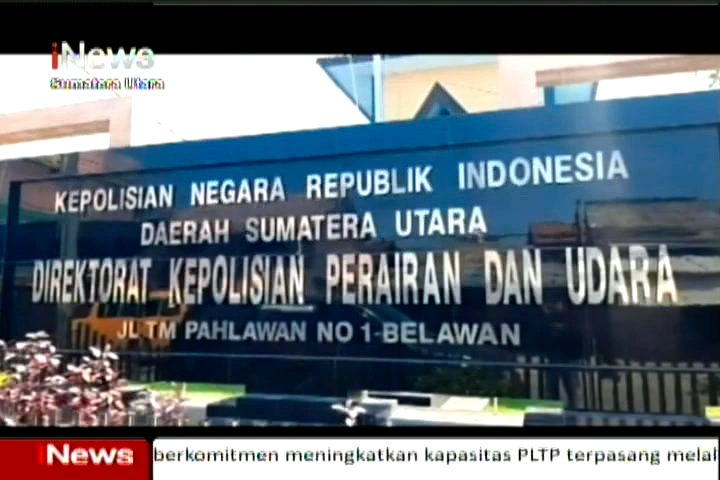 iNews
Sumatera Utara
KEPOLISIAN NEGARA REPUBLIK INDONESIA
DAERAH SUMATERA UTARA
DIREKTORAT KEPOLISIAN PERAIRAN DAN UDARA
JL.TM PAHLAWAN NO 1-BELAWAN
iNews berkomitmen meningkatkan kapasitas PLTP terpasang melal